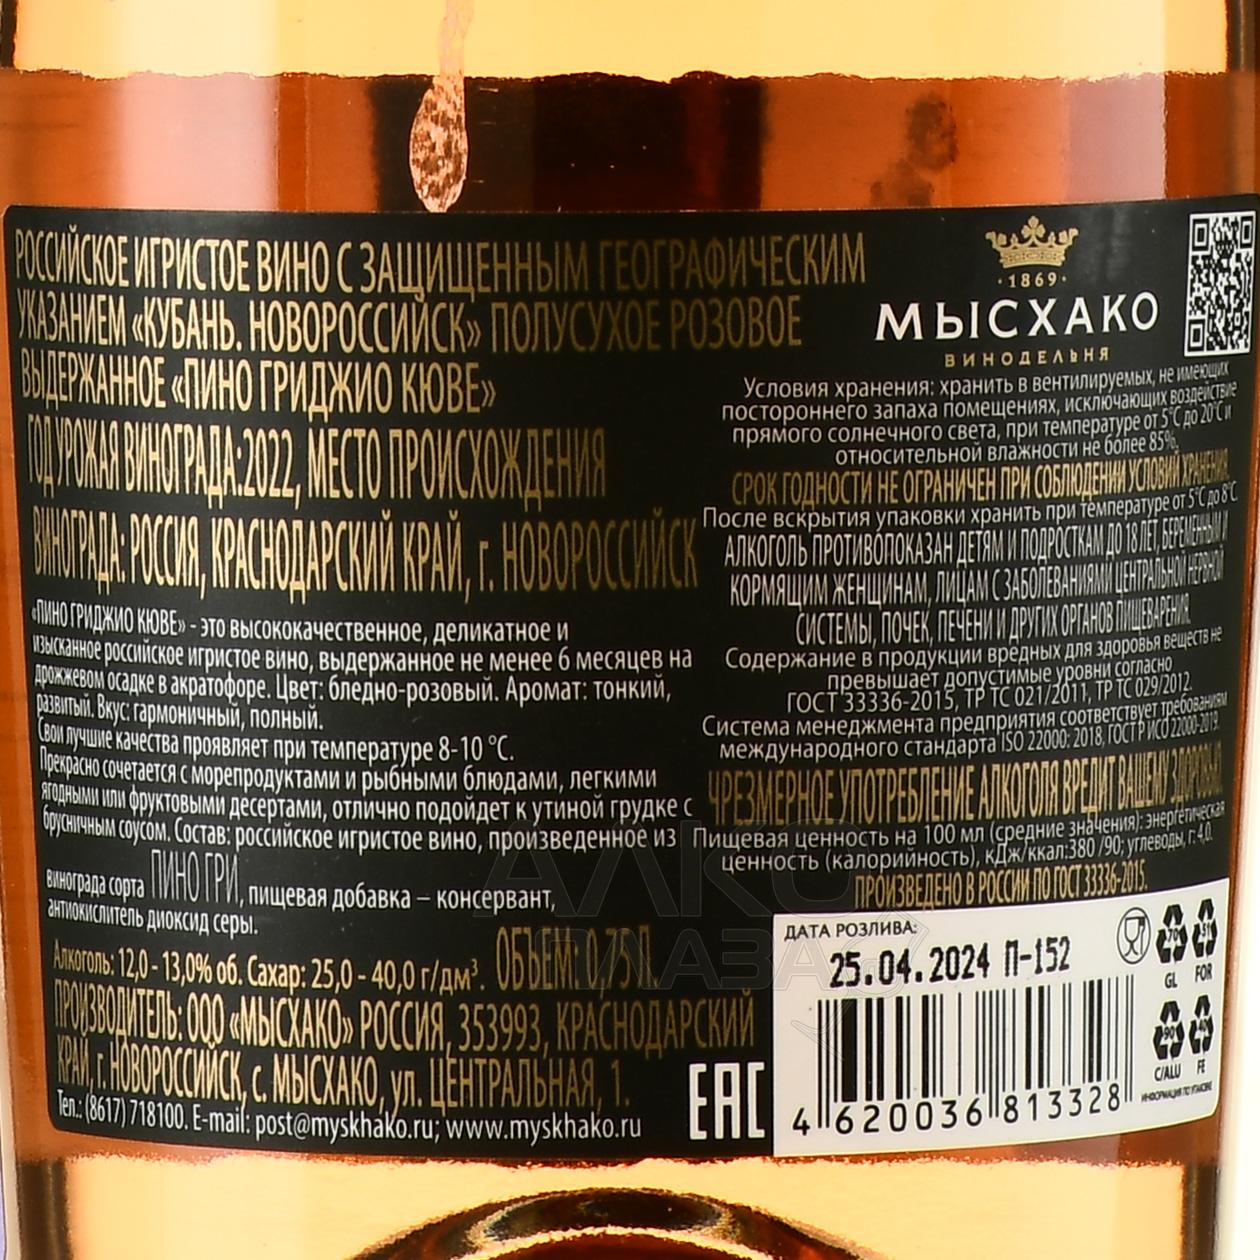 РОССИЙСКОЕ ИГРИСТОЕ ВИНО С ЗАЩИЩЕННЫМ ГЕОГРАФИЧЕСКИМ
УКАЗАНИЕМ «КУБАНЬ. НОВОРОССИЙСК» ПОЛУСУХОЕ РОЗОВОЕ
ВЫДЕРЖАННОЕ «ПИНО ГРИДЖИО КЮВЕ»
ГОД УРОЖАЯ ВИНОГРАДА:2022, МЕСТО ПРОИСХОЖДЕНИЯ
ВИНОГРАДА: РОССИЯ, КРАСНОДАРСКИЙ КРАЙ, г. НОВОРОССИЙСК
«ПИНО ГРИДЖИО КЮВЕ» - это высококачественное, деликатное и
изысканное российское игристое вино, выдержанное не менее 6 месяцев на
дрожжевом осадке в акратофоре. Цвет: бледно-розовый. Аромат: тонкий,
развитый. Вкус: гармоничный, полный.
Свои лучшие качества проявляет при температуре 8-10 °С.
Прекрасно сочетается с морепродуктами и рыбными блюдами, легкими
ягодными или фруктовыми десертами, отлично подойдет к утиной грудке с
брусничным соусом. Состав: российское игристое вино, произведенное из
винограда сорта ПИНО ГРИ, пищевая добавка – консервант,
антиокислитель диоксид серы.
Алкоголь: 12,0 - 13,0% об. Сахар: 25,0 - 40,0 г/дм³. ОБЪЕМ: 0,75 Л.
ПРОИЗВОДИТЕЛЬ: ООО «МЫСХАКО» РОССИЯ, 353993, КРАСНОДАРСКИЙ
КРАЙ, г. НОВОРОССИЙСК, с. МЫСХАКО, ул. ЦЕНТРАЛЬНАЯ, 1.
Тел.: (8617) 718100. E-mail: post@myskhako.ru; www.myskhako.ru
EAC
·1869·
МЫСХАКО
ВИНОДЕЛЬНЯ
Условия хранения: хранить в вентилируемых, не имеющих
постороннего запаха помещениях, исключающих воздействие
прямого солнечного света, при температуре от 5°С до 20°С и
относительной влажности не более 85%.
СРОК ГОДНОСТИ НЕ ОГРАНИЧЕН ПРИ СОБЛЮДЕНИИ УСЛОВИЙ ХРАНЕНИЯ.
После вскрытия упаковки хранить при температуре от 5°С до 8°С
АЛКОГОЛЬ ПРОТИВОПОКАЗАН ДЕТЯМ И ПОДРОСТКАМ ДО 18 ЛЕТ, БЕРЕМЕННЫМ И
КОРМЯЩИМ ЖЕНЩИНАМ, ЛИЦАМ С ЗАБОЛЕВАНИЯМИ ЦЕНТРАЛЬНОЙ НЕРВНОЙ
СИСТЕМЫ, ПОЧЕК, ПЕЧЕНИ И ДРУГИХ ОРГАНОВ ПИЩЕВАРЕНИЯ.
Содержание в продукции вредных для здоровья веществ не
превышает допустимые уровни согласно
ГОСТ 33336-2015, ТР ТС 021/2011, ТР ТС 029/2012.
Система менеджмента предприятия соответствует требованиям
международного стандарта ISO 22000: 2018, ГОСТ Р ИСО 22000-2019.
ЧРЕЗМЕРНОЕ УПОТРЕБЛЕНИЕ АЛКОГОЛЯ ВРЕДИТ ВАШЕМУ ЗДОРОВЬЮ.
Пищевая ценность на 100 мл (средние значения): энергетическая
ценность (калорийность), кДж/ккал:380 /90; углеводы, г: 4,0.
ПРОИЗВЕДЕНО В РОССИИ ПО ГОСТ 33336-2015.
ДАТА РОЗЛИВА:
25.04.2024 П-152
4 620036 813328
70 GL
51 FOR
90 C/ALU
40 FE
ИНФОРМАЦИЯ ПО УПАКОВКЕ
АЛКО
ПЛАЗА